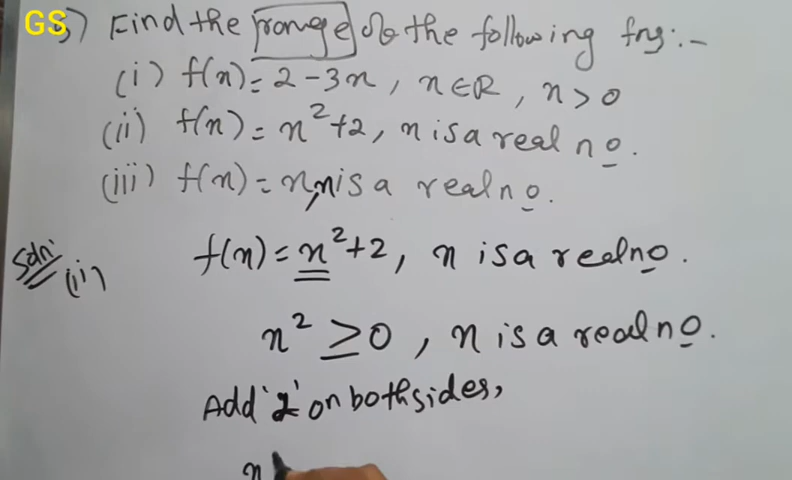 GS
5) Find the range of the following fns:-
(i) f(x) = 2 - 3x, x ∈ R, x > 0
(ii) f(x) = x² + 2, x is a real no.
(iii) f(x) = x, x is a real no.
Soln: (ii) f(x) = x² + 2, x is a real no.
x² ≥ 0, x is a real no.
Add '2' on both sides,
x